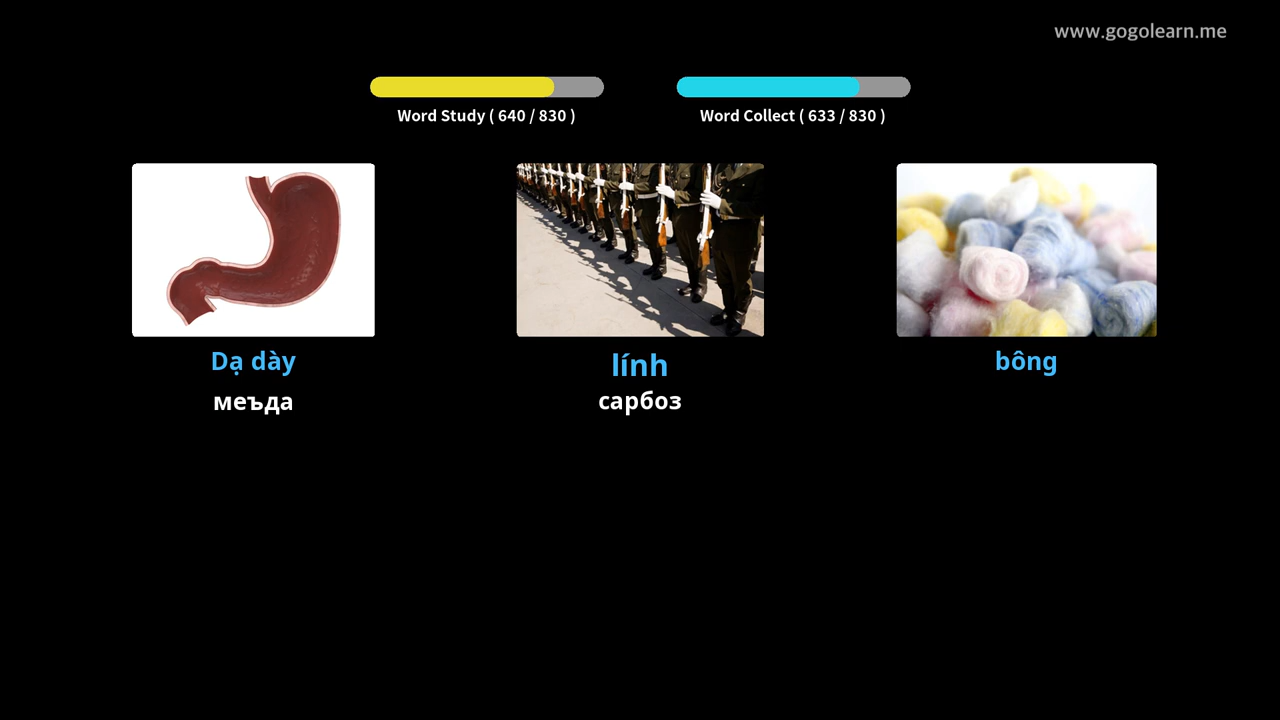 www.gogolearn.me
Word Study ( 640 / 830 )
Word Collect ( 633 / 830 )
Dạ dày
меъда
lính
сарбоз
bông